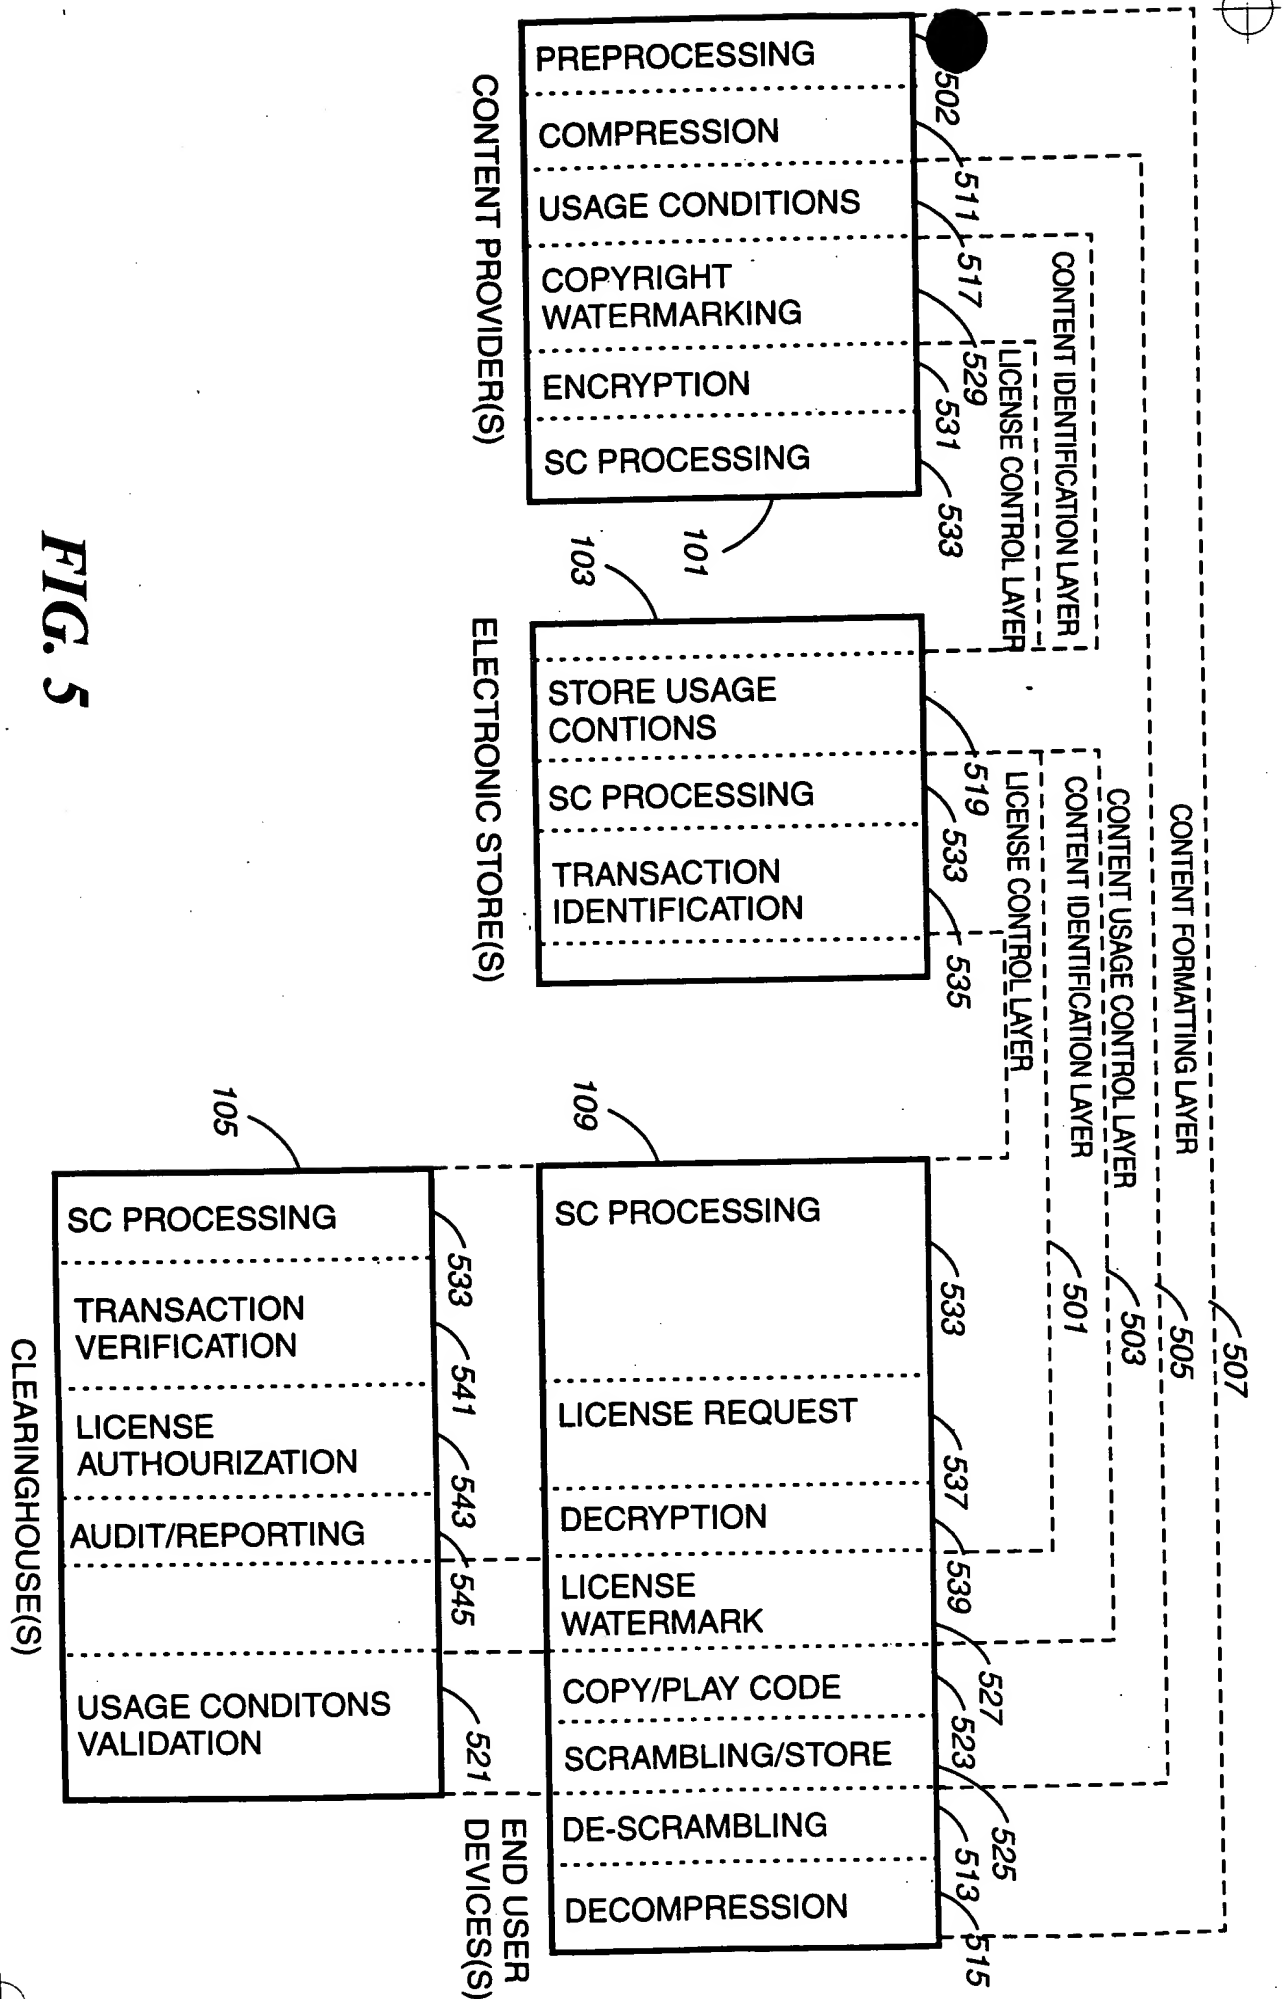 PREPROCESSING
COMPRESSION
USAGE CONDITIONS
COPYRIGHT
WATERMARKING
ENCRYPTION
SC PROCESSING
502
511
517
529
531
533
101
CONTENT PROVIDER(S)
CONTENT IDENTIFICATION LAYER
LICENSE CONTROL LAYER
103
STORE USAGE
CONTIONS
SC PROCESSING
TRANSACTION
IDENTIFICATION
519
533
535
ELECTRONIC STORE(S)
CONTENT FORMATTING LAYER
CONTENT USAGE CONTROL LAYER
CONTENT IDENTIFICATION LAYER
LICENSE CONTROL LAYER
507
505
503
501
109
SC PROCESSING
LICENSE REQUEST
DECRYPTION
LICENSE
WATERMARK
COPY/PLAY CODE
SCRAMBLING/STORE
DE-SCRAMBLING
DECOMPRESSION
533
537
539
527
523
525
513
515
END USER
DEVICES(S)
105
SC PROCESSING
TRANSACTION
VERIFICATION
LICENSE
AUTHOURIZATION
AUDIT/REPORTING
USAGE CONDITONS
VALIDATION
533
541
543
545
521
CLEARINGHOUSE(S)
FIG. 5